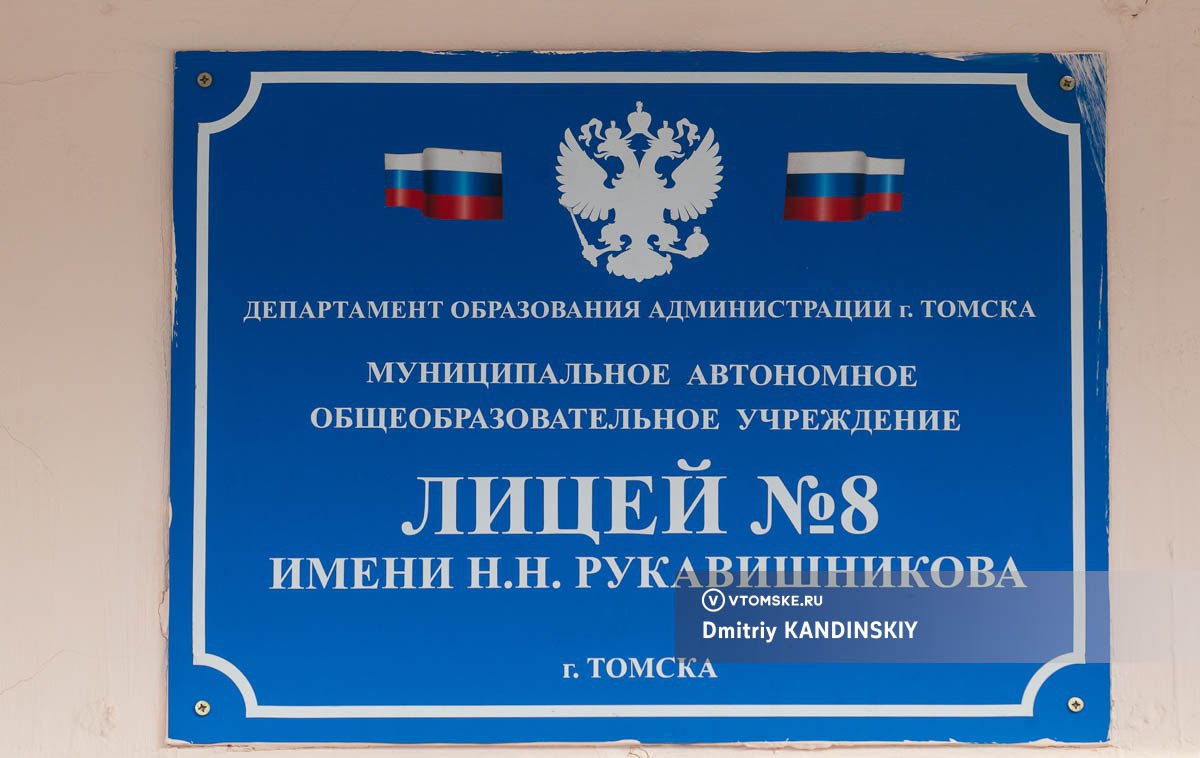 ДЕПАРТАМЕНТ ОБРАЗОВАНИЯ АДМИНИСТРАЦИИ г. ТОМСКА
МУНИЦИПАЛЬНОЕ АВТОНОМНОЕ
ОБЩЕОБРАЗОВАТЕЛЬНОЕ УЧРЕЖДЕНИЕ
ЛИЦЕЙ №8
ИМЕНИ Н.Н. РУКАВИШНИКОВА
VTOMSKE.RU
Dmitriy KANDINSKIY
г. ТОМСКА